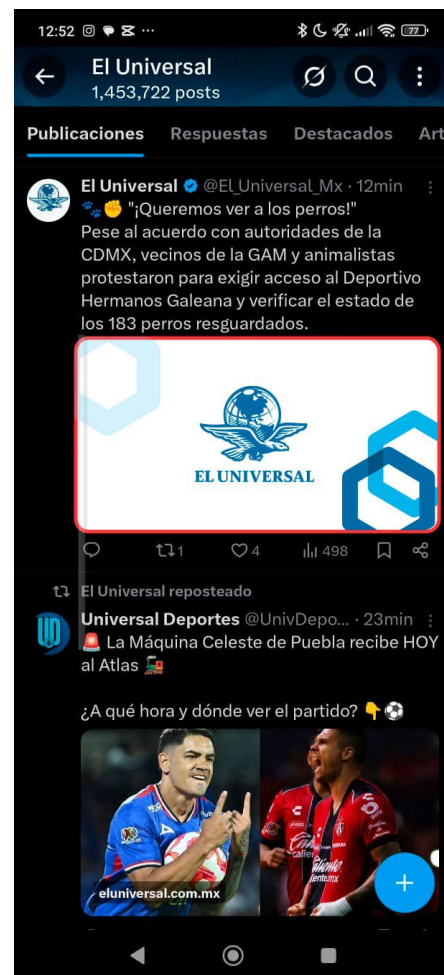 12:52
77
El Universal
1,453,722 posts
Publicaciones Respuestas Destacados Art
El Universal @El_Universal_Mx · 12min
🐾✊ "¡Queremos ver a los perros!"
Pese al acuerdo con autoridades de la
CDMX, vecinos de la GAM y animalistas
protestaron para exigir acceso al Deportivo
Hermanos Galeana y verificar el estado de
los 183 perros resguardados.
EL UNIVERSAL
1 4 498
El Universal reposteado
Universal Deportes @UnivDepo... · 23min
🚨 La Máquina Celeste de Puebla recibe HOY
al Atlas 🚂
¿A qué hora y dónde ver el partido? 👇⚽
eluniversal.com.mx